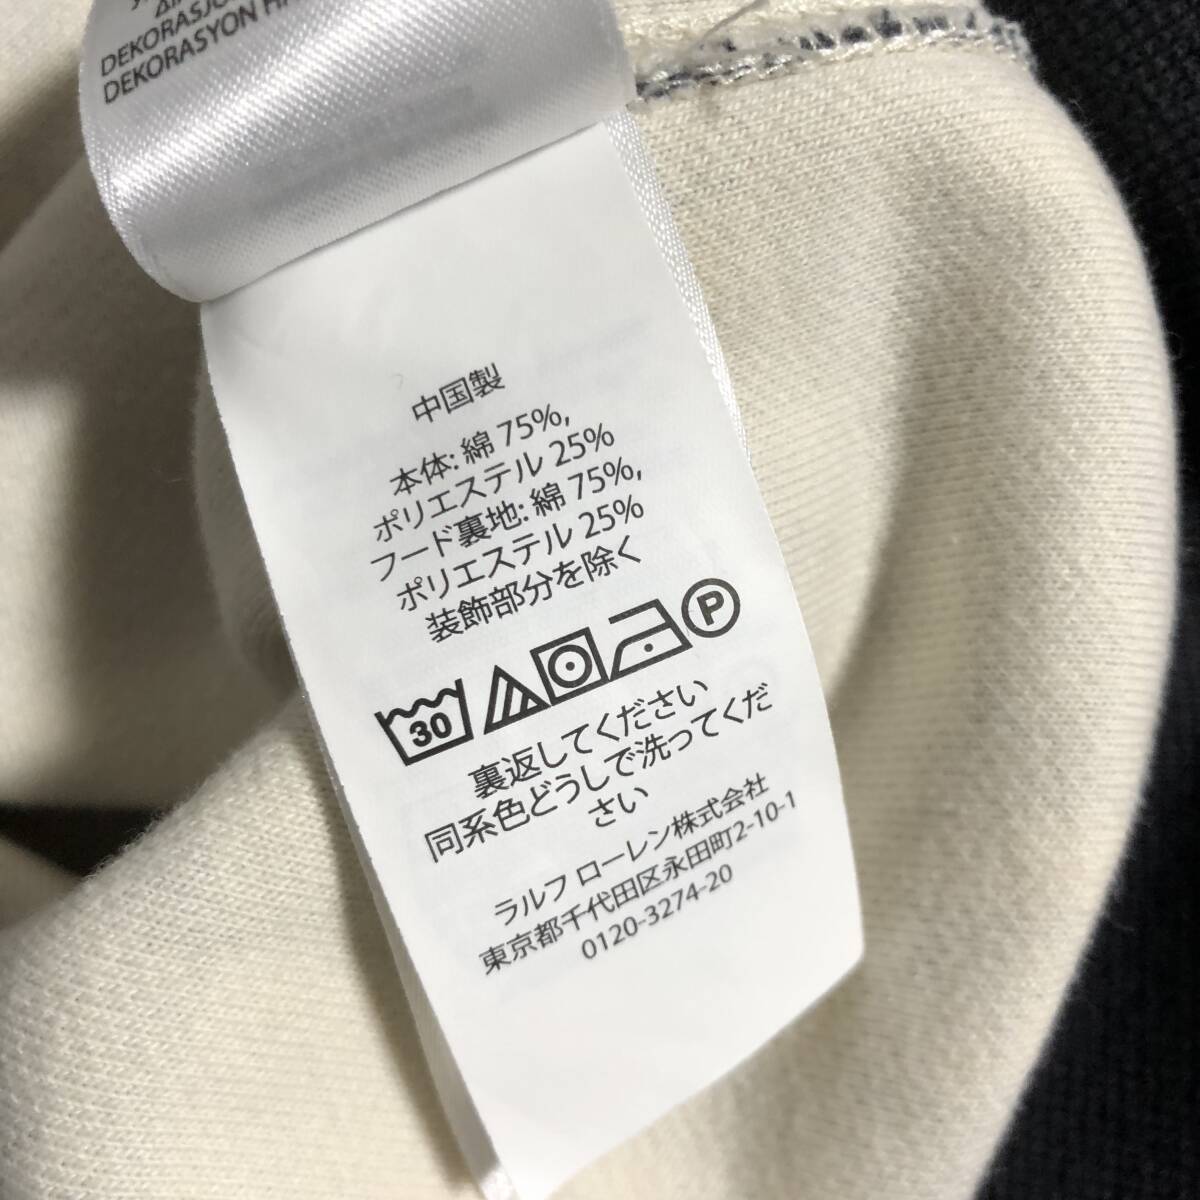 DEKORASYON
中国製
本体: 綿 75%,
ポリエステル 25%
フード裏地: 綿 75%,
ポリエステル 25%
装飾部分を除く
30
P
裏返してください
同系色どうしで洗ってくだ
さい
ラルフ ローレン株式会社
東京都千代田区永田町2-10-1
0120-3274-20